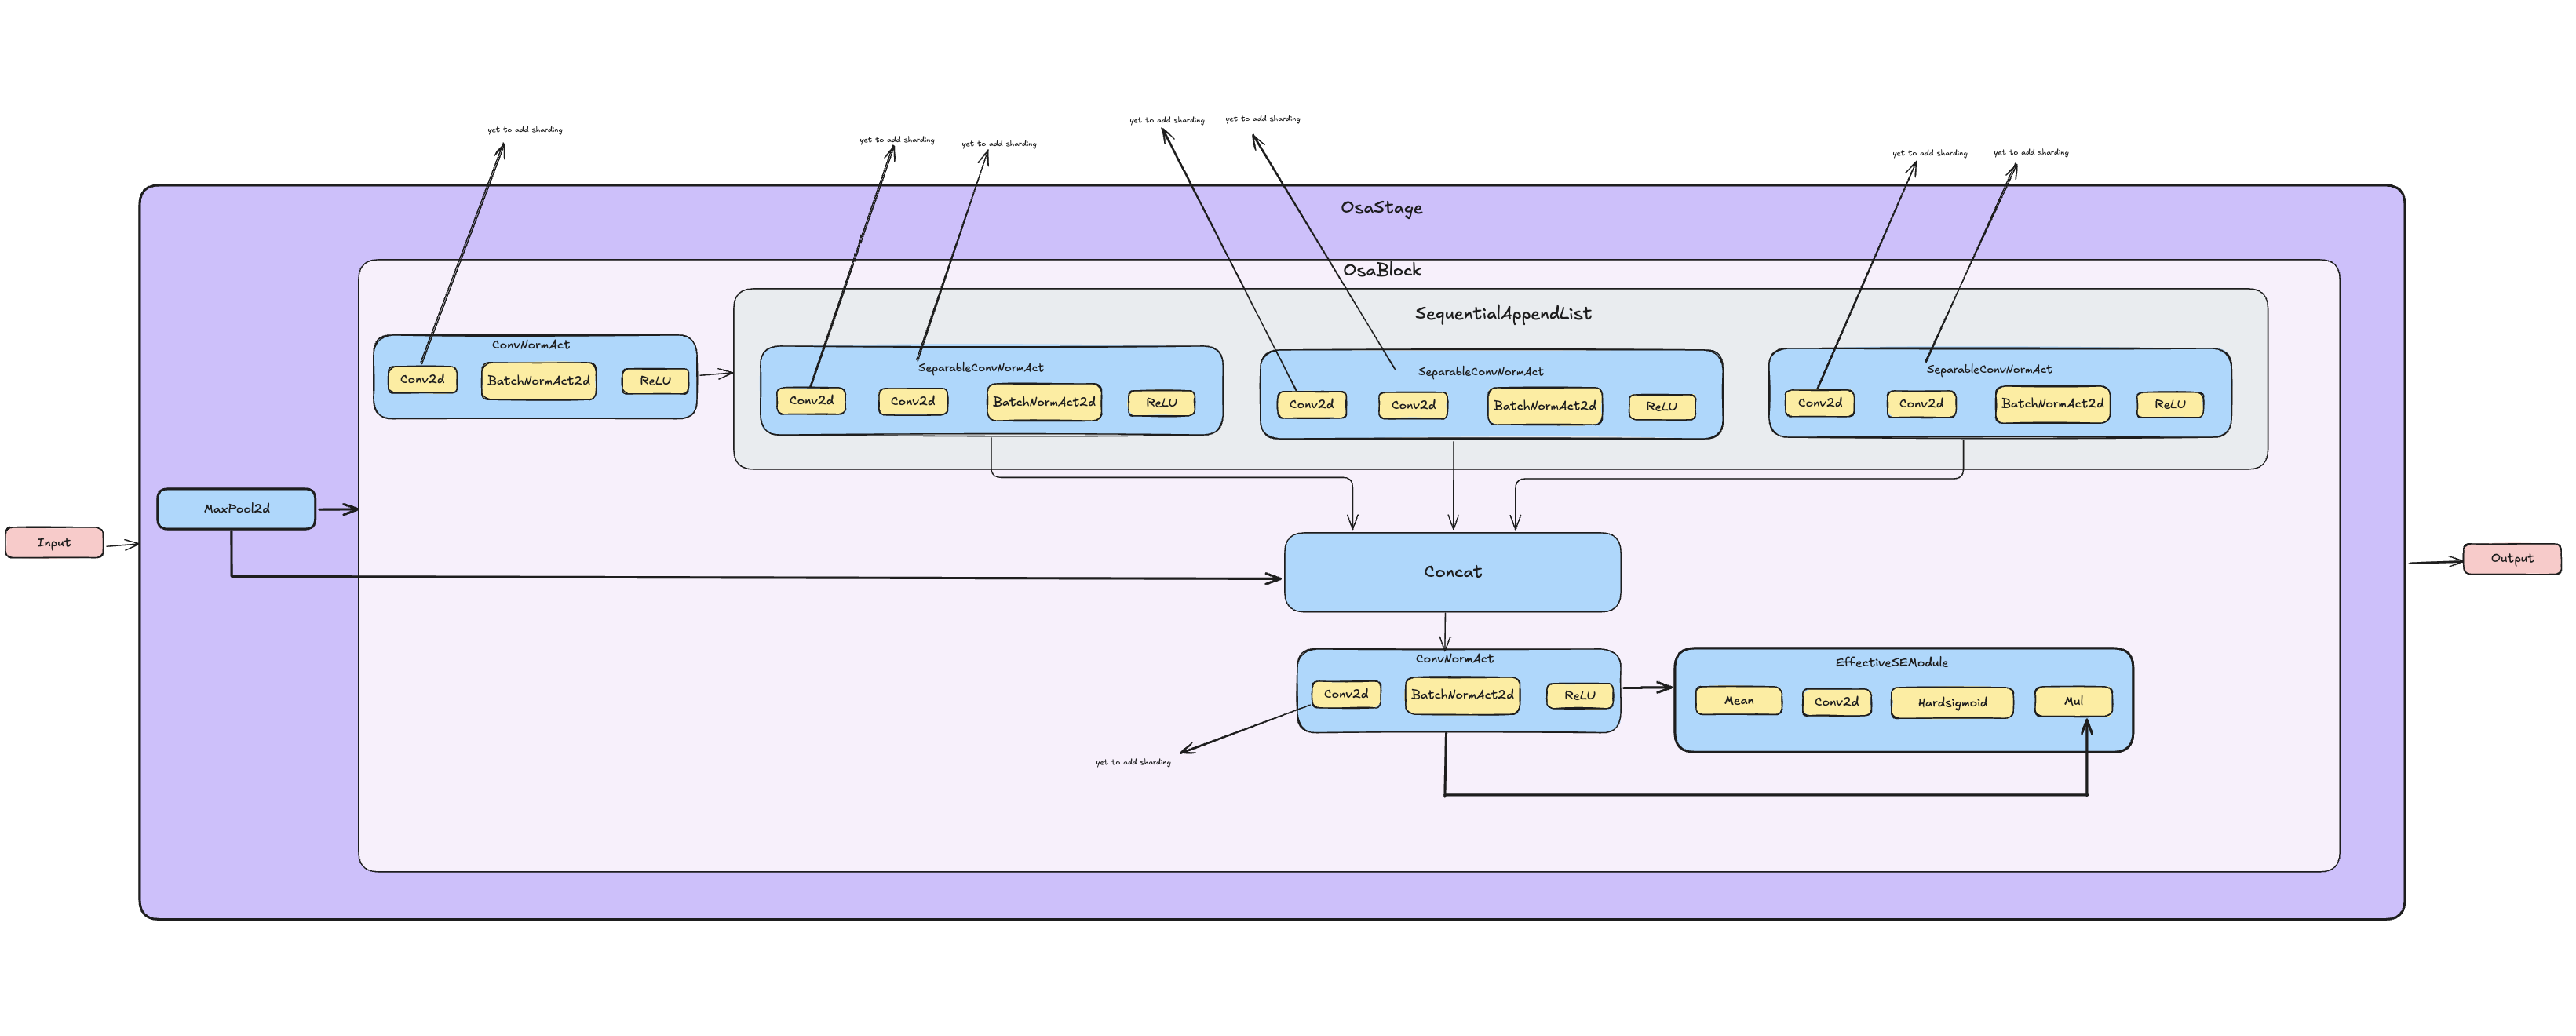 yet to add sharding
yet to add sharding
yet to add sharding
yet to add sharding
yet to add sharding
yet to add sharding
yet to add sharding
OsaStage
OsaBlock
SequentialAppendList
ConvNormAct
Conv2d
BatchNormAct2d
ReLU
SeparableConvNormAct
Conv2d
Conv2d
BatchNormAct2d
ReLU
SeparableConvNormAct
Conv2d
Conv2d
BatchNormAct2d
ReLU
SeparableConvNormAct
Conv2d
Conv2d
BatchNormAct2d
ReLU
MaxPool2d
Input
Concat
Output
ConvNormAct
Conv2d
BatchNormAct2d
ReLU
EffectiveSEModule
Mean
Conv2d
Hardsigmoid
Mul
yet to add sharding